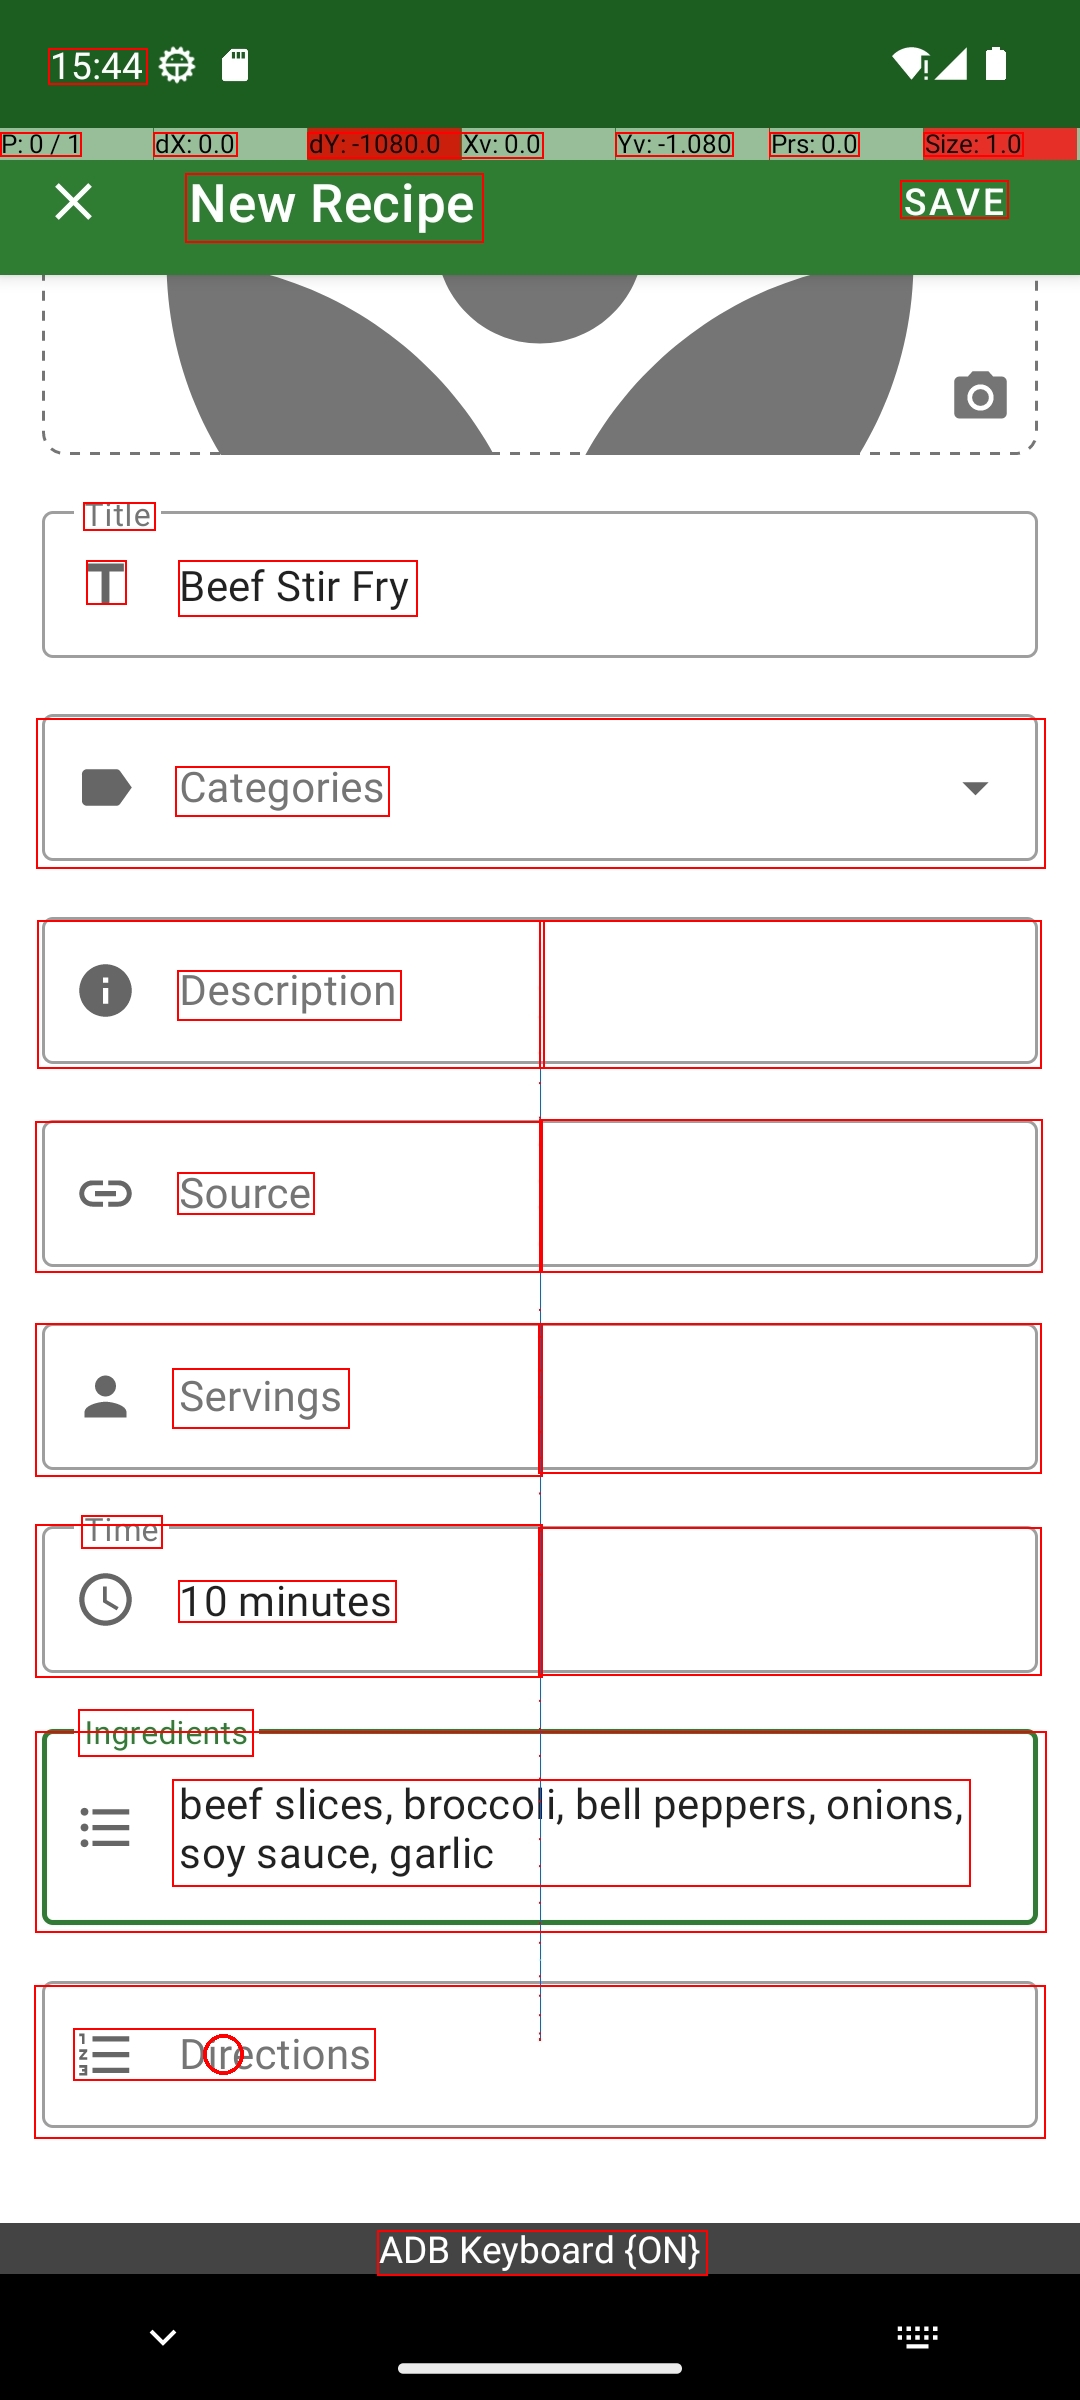 15:44
P: 0 / 1 dX: 0.0 dY: -1080.0 Xv: 0.0 Yv: -1.080 Prs: 0.0 Size: 1.0
New Recipe SAVE
Title
Beef Stir Fry
Categories
Description
Source
Servings
Time
10 minutes
Ingredients
beef slices, broccoli, bell peppers, onions,
soy sauce, garlic
Directions
ADB Keyboard {ON}